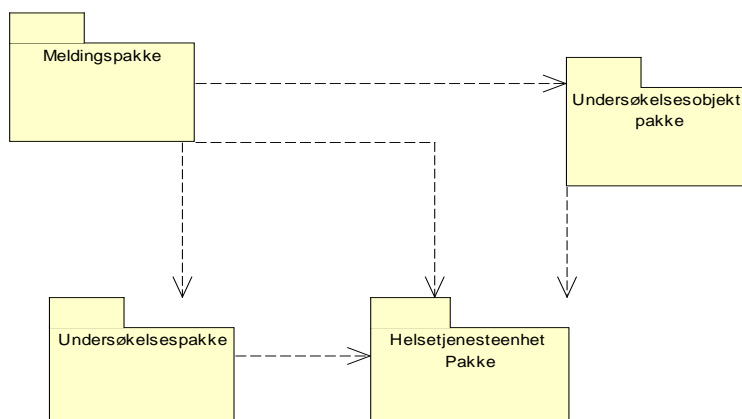 Meldingspakke
Undersøkelsesobjekt
pakke
Undersøkelsespakke
Helsetjenesteenhet
Pakke